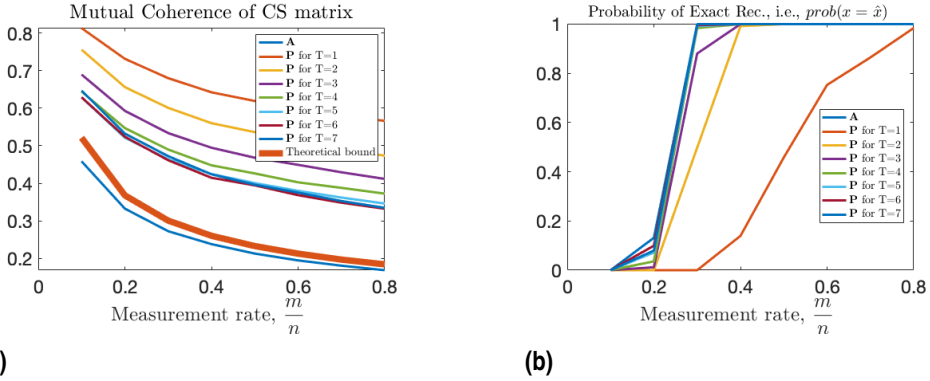 Mutual Coherence of CS matrix
0.8
0.7
0.6
0.5
0.4
0.3
0.2
0
0.2
0.4
0.6
0.8
A
P for T=1
P for T=2
P for T=3
P for T=4
P for T=5
P for T=6
P for T=7
Theoretical bound
Measurement rate, m/n
)
Probability of Exact Rec., i.e., prob(x = x̂)
1
0.8
0.6
0.4
0.2
0
0
0.2
0.4
0.6
0.8
A
P for T=1
P for T=2
P for T=3
P for T=4
P for T=5
P for T=6
P for T=7
Measurement rate, m/n
(b)